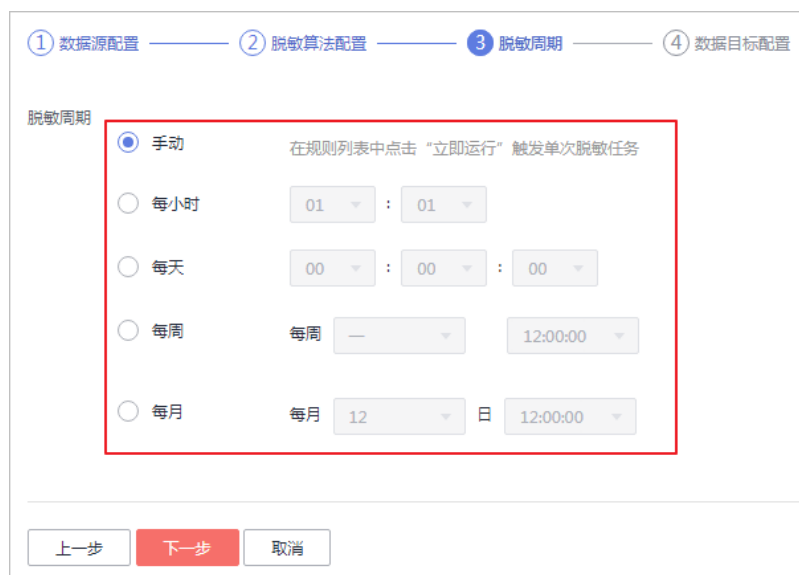 1 数据源配置 2 脱敏算法配置 3 脱敏周期 4 数据目标配置
脱敏周期
手动 在规则列表中点击“立即运行”触发单次脱敏任务
每小时 01 : 01
每天 00 : 00 : 00
每周 每周 一 12:00:00
每月 每月 12 日 12:00:00
上一步 下一步 取消